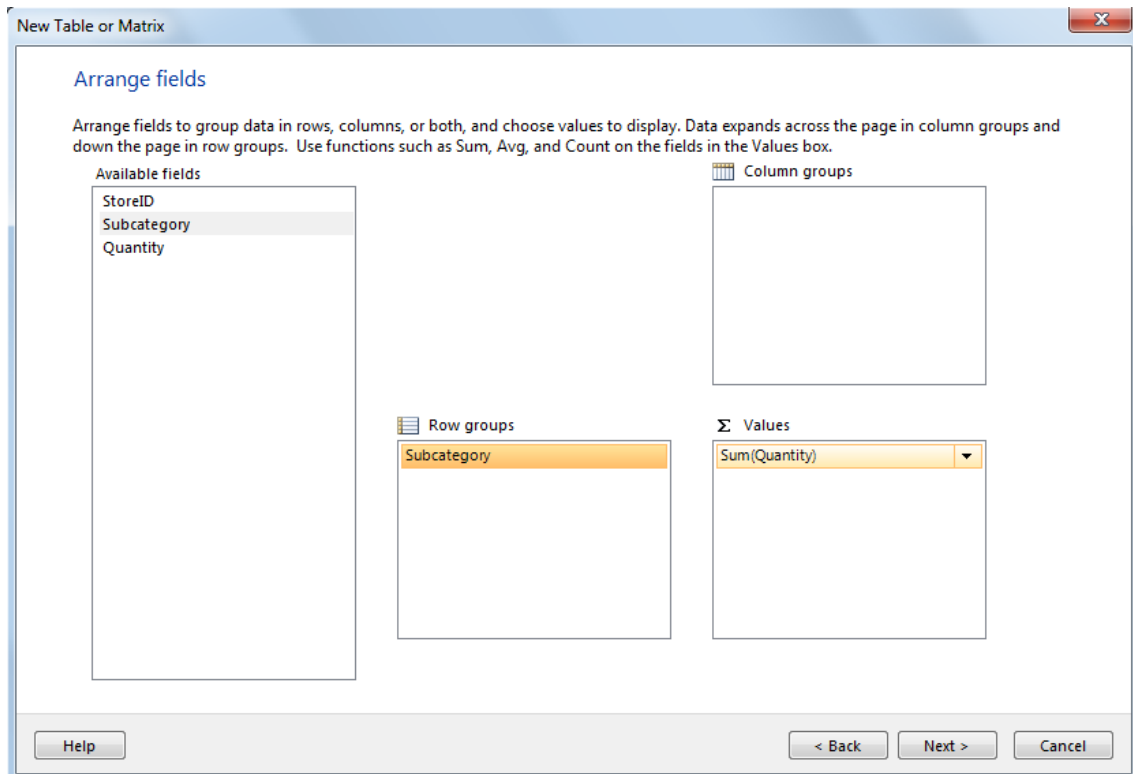 New Table or Matrix
Arrange fields
Arrange fields to group data in rows, columns, or both, and choose values to display. Data expands across the page in column groups and
down the page in row groups.  Use functions such as Sum, Avg, and Count on the fields in the Values box.
Available fields
StoreID
Subcategory
Quantity
Column groups
Row groups
Subcategory
Σ Values
Sum(Quantity)
Help
< Back
Next >
Cancel